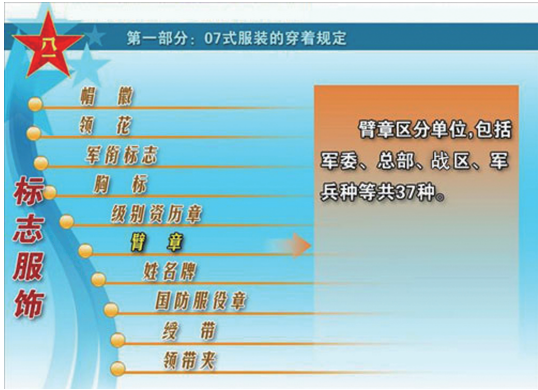 八一
第一部分：07式服装的穿着规定
帽 徽
领 花
军衔标志
胸 标
级别资历章
臂 章
姓名牌
国防服役章
绶 带
领带夹
标志服饰
臂章区分单位，包括
军委、总部、战区、军
兵种等共37种。